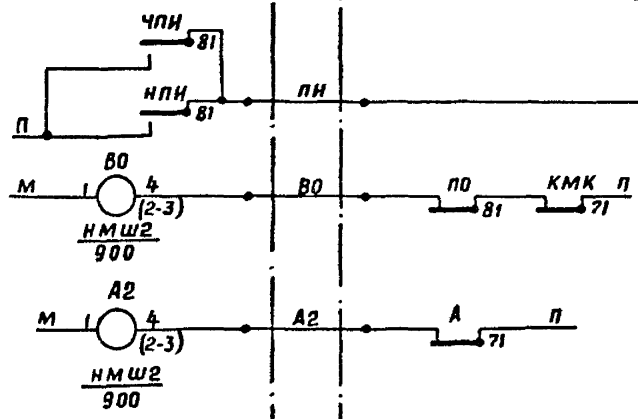 ЧПИ
81
НПИ
81
ПН
П
ВО
М 1 4 ВО ПО КМК П
(2-3) 81 71
НМШ2
900
А2
М 1 4 А2 А П
(2-3) 71
НМШ2
900